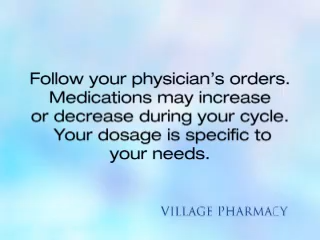 Follow your physician's orders.
Medications may increase
or decrease during your cycle.
Your dosage is specific to
your needs.
VILLAGE PHARMACY